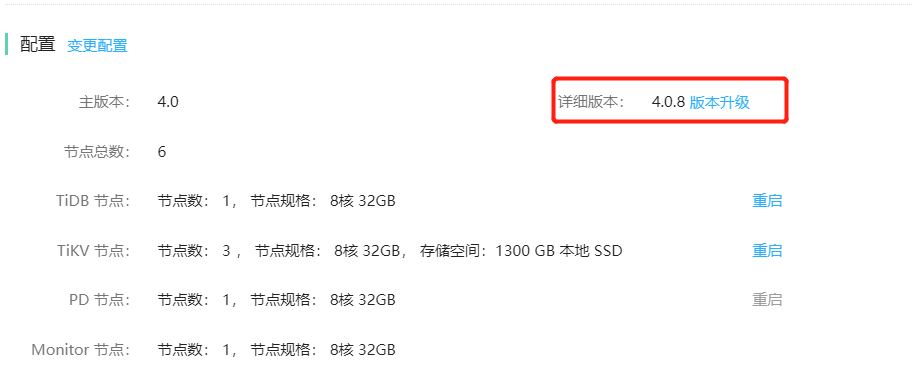 配置 变更配置
主版本： 4.0 详细版本： 4.0.8 版本升级
节点总数： 6
TiDB 节点： 节点数： 1， 节点规格： 8核 32GB 重启
TiKV 节点： 节点数： 3 ， 节点规格： 8核 32GB， 存储空间：1300 GB 本地 SSD 重启
PD 节点： 节点数： 1， 节点规格： 8核 32GB 重启
Monitor 节点： 节点数： 1， 节点规格： 8核 32GB